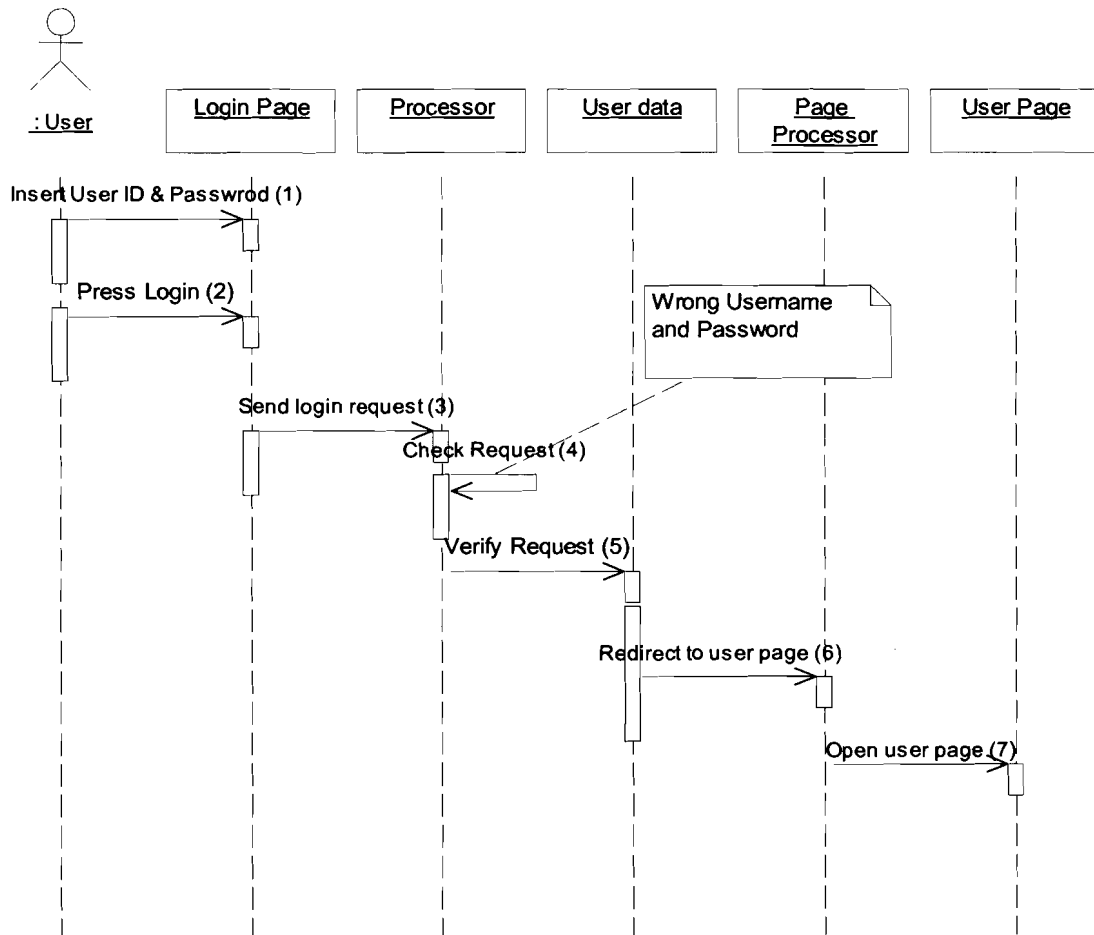 : User
Login Page
Processor
User data
Page
Processor
User Page
Insert User ID & Passwrod (1)
Press Login (2)
Wrong Username
and Password
Send login request (3)
Check Request (4)
Verify Request (5)
Redirect to user page (6)
Open user page (7)